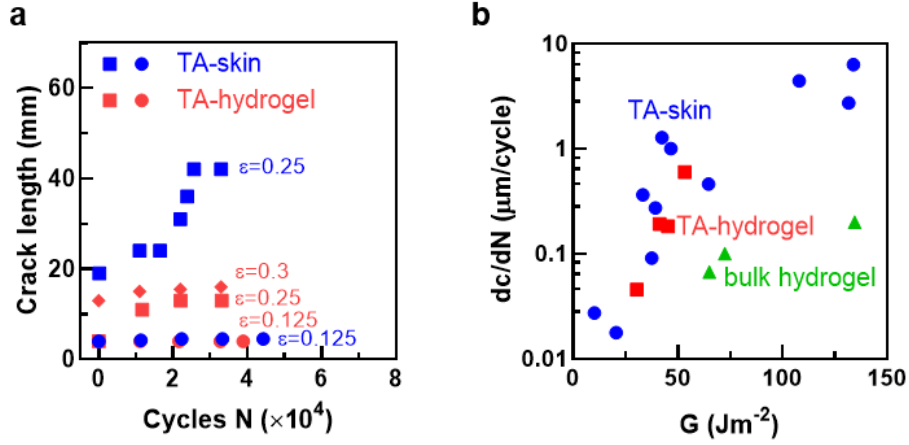 a
Crack length (mm)
60
40
20
0
TA-skin
TA-hydrogel
ε=0.25
ε=0.3
ε=0.25
ε=0.125
ε=0.125
0 2 4 6 8
Cycles N (×10⁴)
b
dc/dN (μm/cycle)
10
1
0.1
0.01
TA-skin
TA-hydrogel
bulk hydrogel
0 50 100 150
G (Jm⁻²)